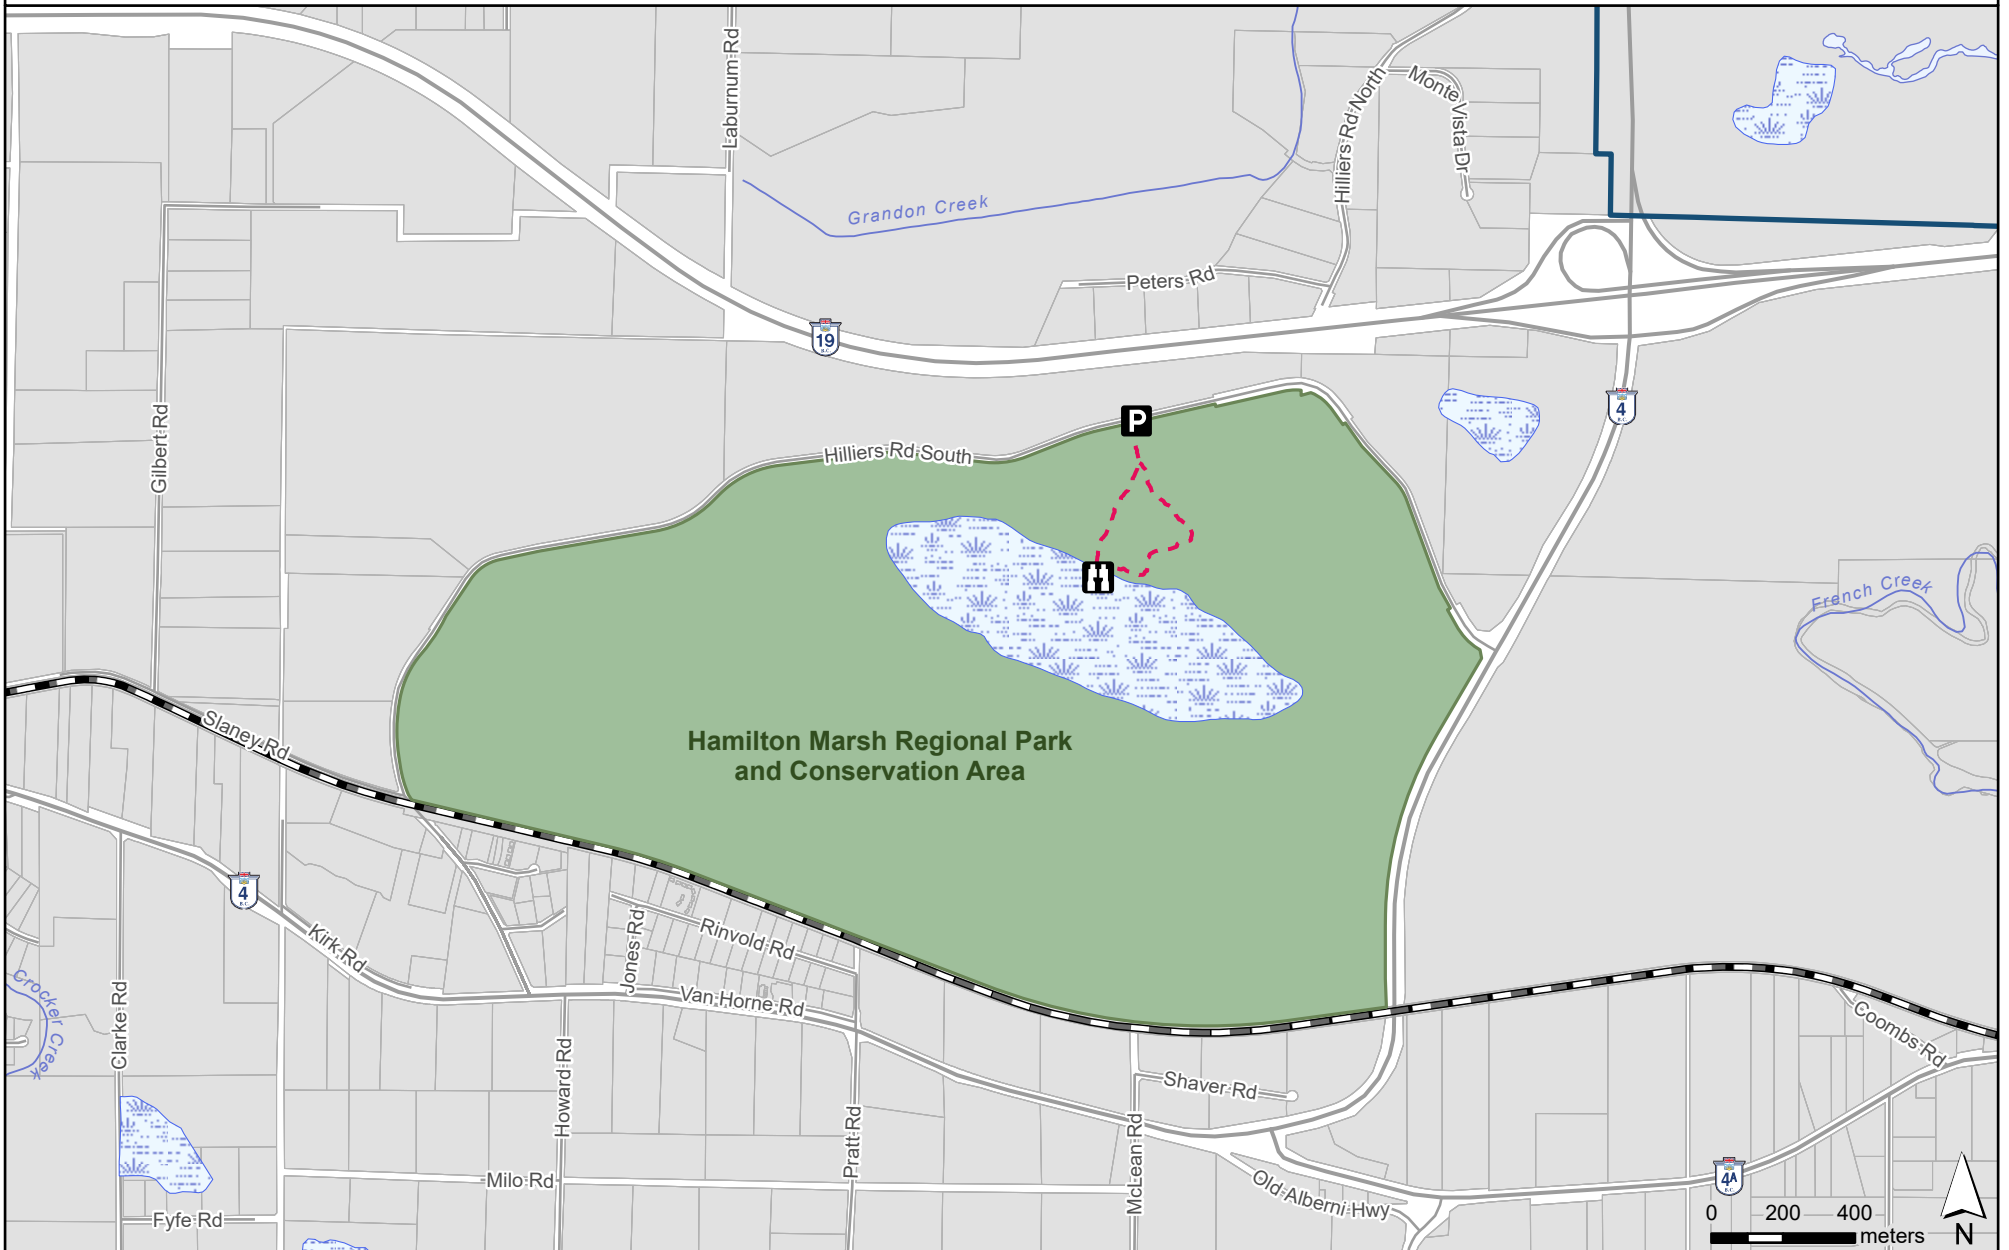 Laburnum Rd
Hilliers Rd North
Monte Vista Dr
Grandon Creek
Peters Rd
19
B.C.
4
B.C.
P
Gilbert Rd
Hilliers Rd South
French Creek
Slaney Rd
Hamilton Marsh Regional Park
and Conservation Area
4
B.C.
Kirk Rd
Jones Rd
Rinvold Rd
Van Horne Rd
Crocker Creek
Clarke Rd
Howard Rd
Pratt Rd
McLean Rd
Shaver Rd
Coombs Rd
Milo Rd
Old Alberni Hwy
4A
B.C.
Fyfe Rd
0 200 400
meters
N